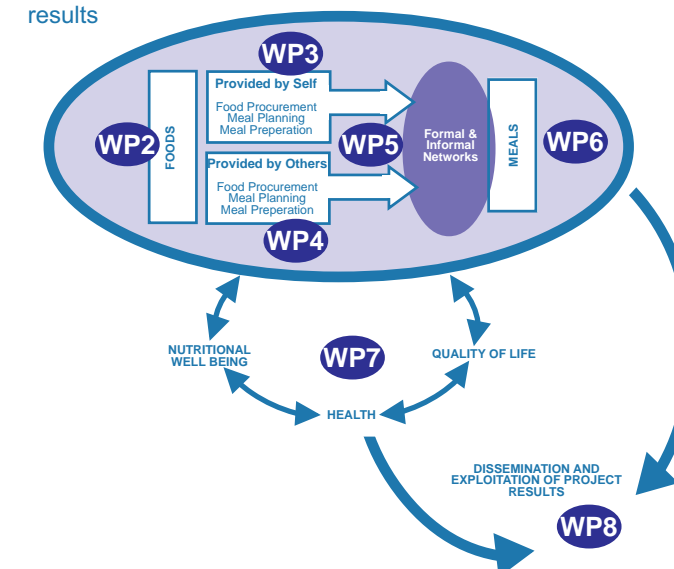 results
WP3
Provided by Self
Food Procurement
Meal Planning
Meal Preperation
WP2
FOODS
WP5
Formal &
Informal
Networks
MEALS
WP6
Provided by Others
Food Procurement
Meal Planning
Meal Preperation
WP4
NUTRITIONAL
WELL BEING
WP7
QUALITY OF LIFE
HEALTH
DISSEMINATION AND
EXPLOITATION OF PROJECT
RESULTS
WP8